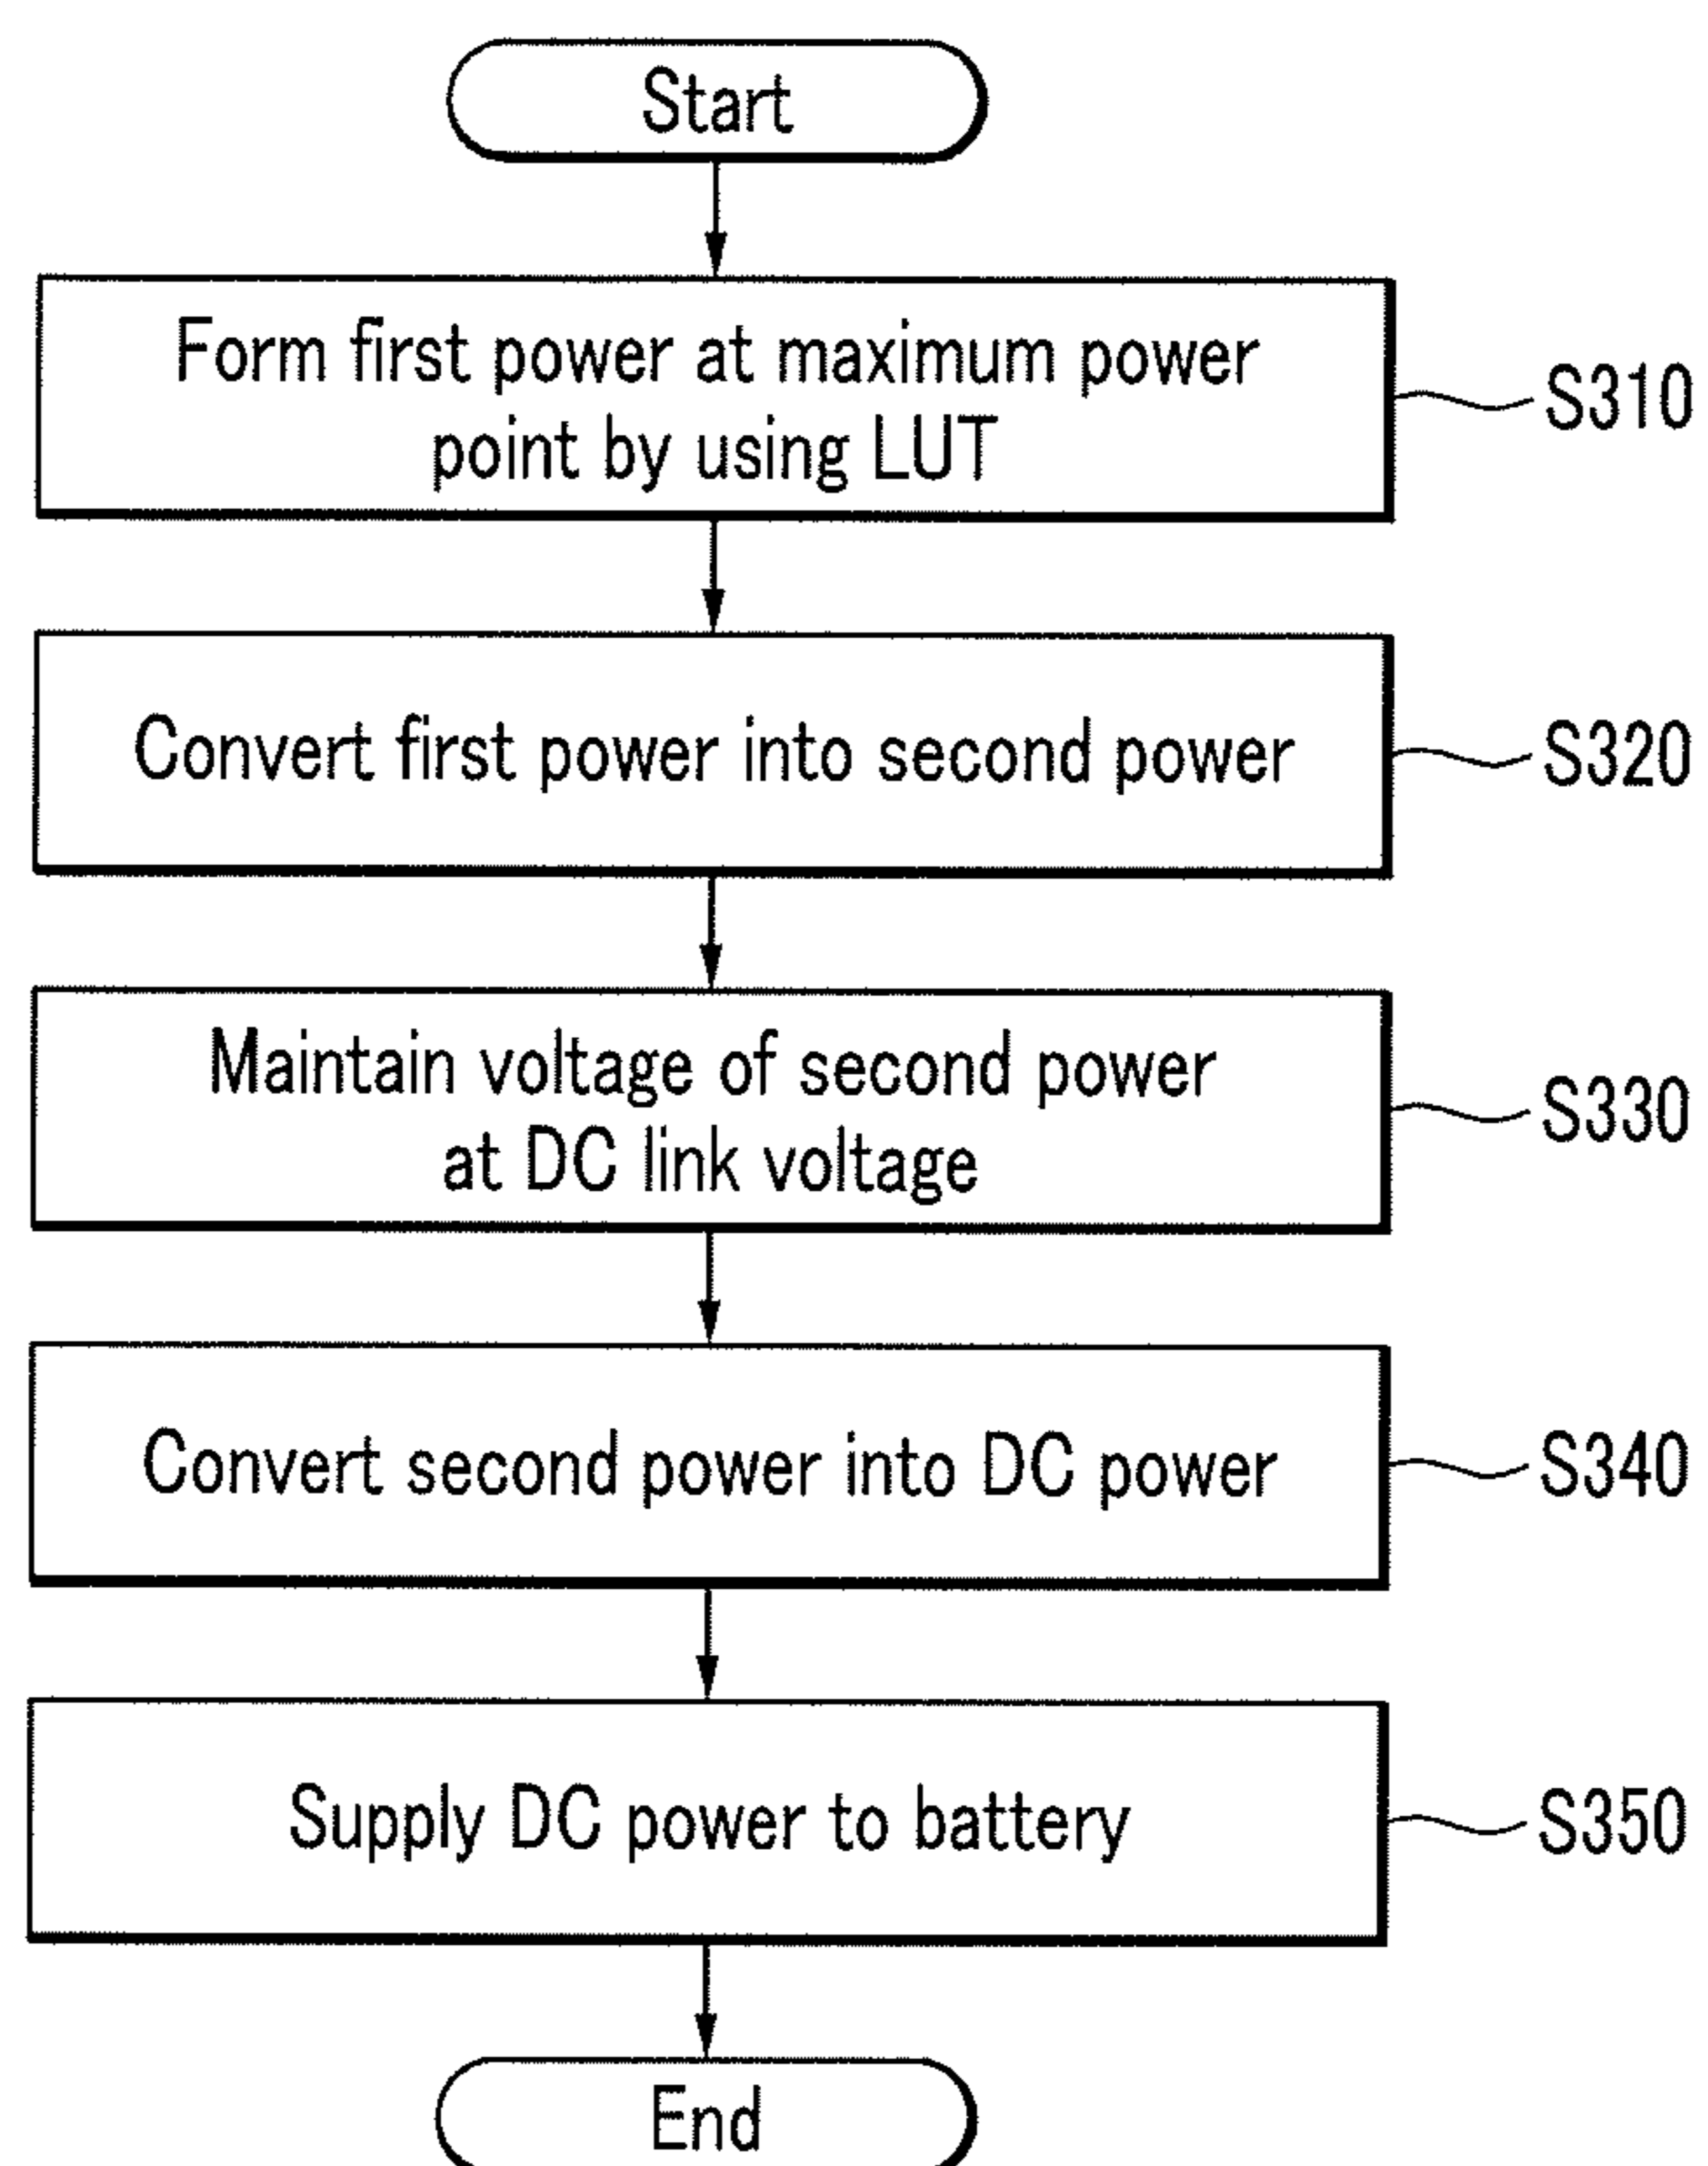 Start
Form first power at maximum power
point by using LUT
S310
Convert first power into second power
S320
Maintain voltage of second power
at DC link voltage
S330
Convert second power into DC power
S340
Supply DC power to battery
S350
End